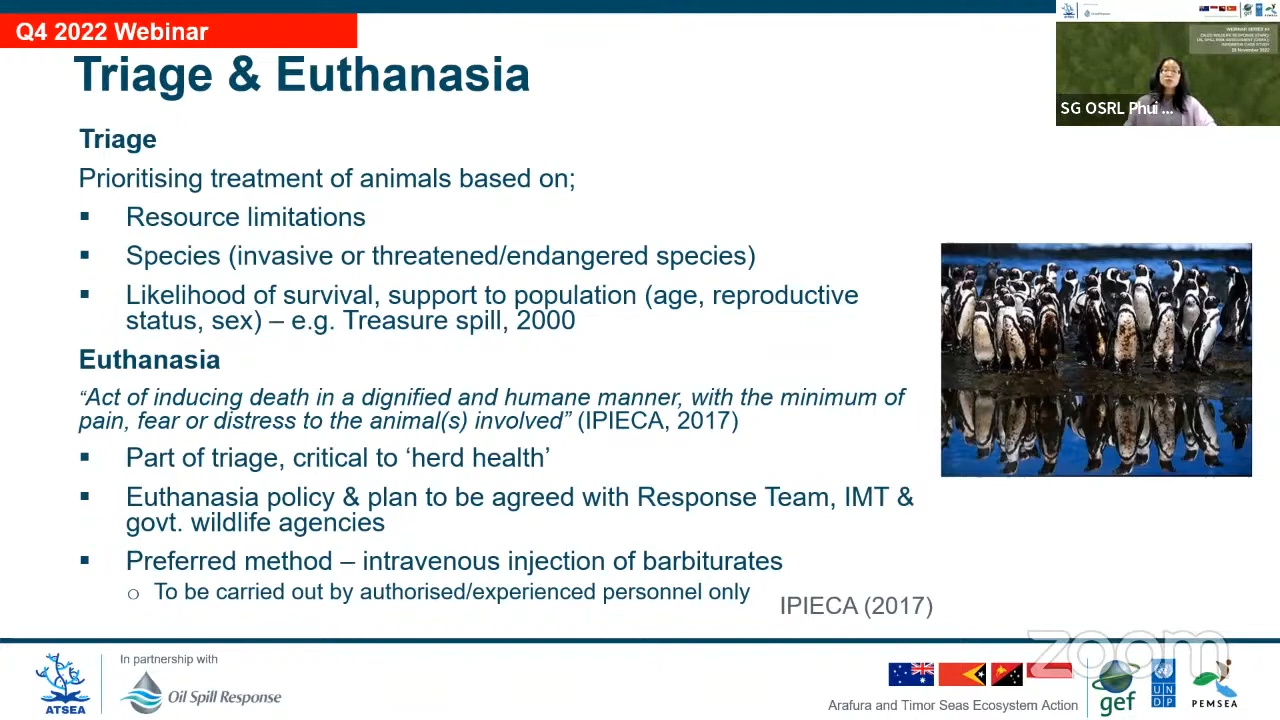 Q4 2022 Webinar
Triage & Euthanasia
Triage
Prioritising treatment of animals based on;
▪ Resource limitations
▪ Species (invasive or threatened/endangered species)
▪ Likelihood of survival, support to population (age, reproductive
status, sex) – e.g. Treasure spill, 2000
Euthanasia
“Act of inducing death in a dignified and humane manner, with the minimum of
pain, fear or distress to the animal(s) involved” (IPIECA, 2017)
▪ Part of triage, critical to ‘herd health’
▪ Euthanasia policy & plan to be agreed with Response Team, IMT &
govt. wildlife agencies
▪ Preferred method – intravenous injection of barbiturates
○ To be carried out by authorised/experienced personnel only
IPIECA (2017)
SG OSRL Phui ...
zoom
ATSEA
In partnership with
Oil Spill Response
Arafura and Timor Seas Ecosystem Action
gef
U N
D P
PEMSEA